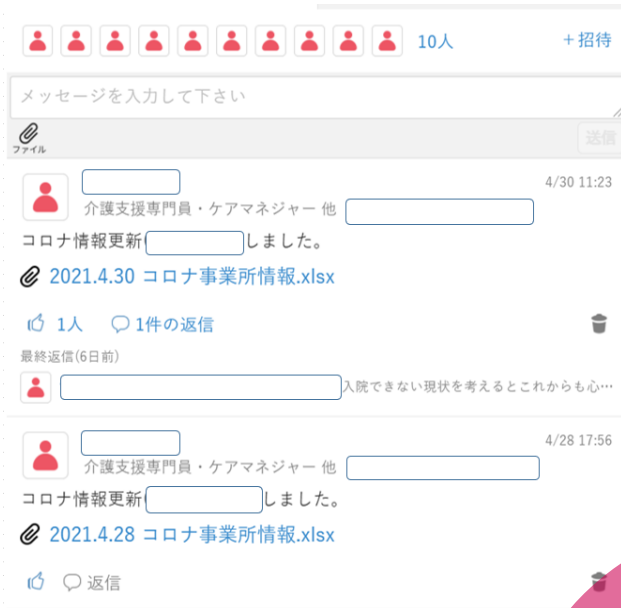 10人 +招待
メッセージを入力して下さい
ファイル 送信
4/30 11:23
介護支援専門員・ケアマネジャー 他
コロナ情報更新 しました。
2021.4.30 コロナ事業所情報.xlsx
1人 1件の返信
最終返信(6日前)
入院できない現状を考えるとこれからも心…
4/28 17:56
介護支援専門員・ケアマネジャー 他
コロナ情報更新 しました。
2021.4.28 コロナ事業所情報.xlsx
返信